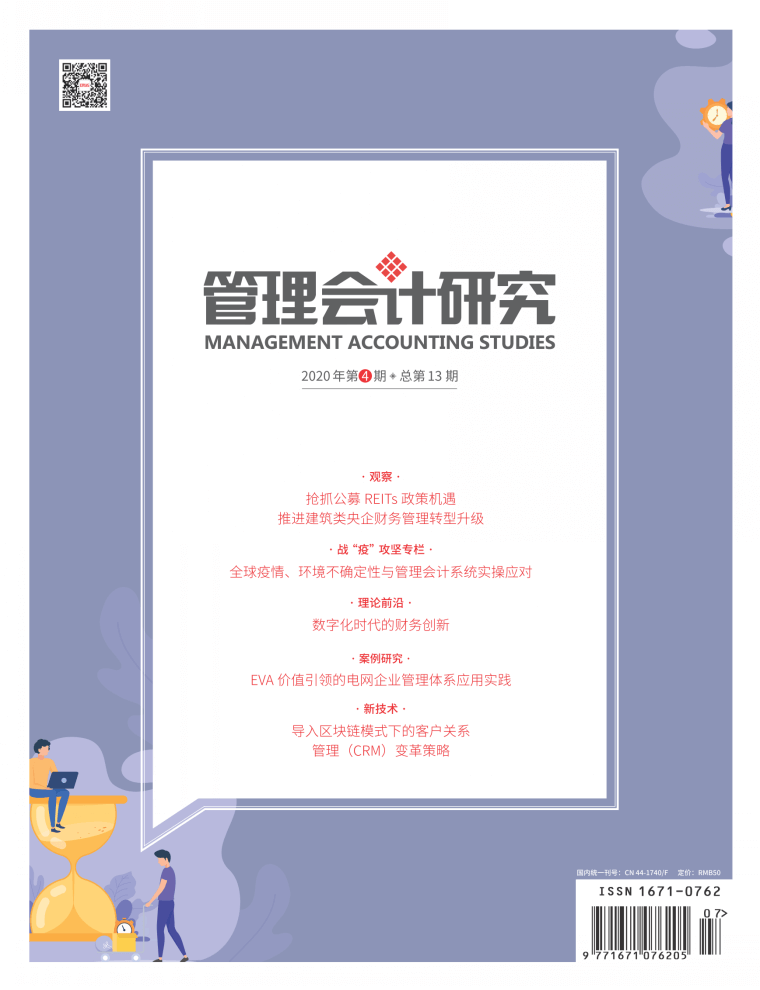 管理会计研究
MANAGEMENT ACCOUNTING STUDIES
2020年第4期◈总第13期
· 观察 ·
抢抓公募 REITs 政策机遇
推进建筑类央企财务管理转型升级
· 战“疫”攻坚专栏 ·
全球疫情、环境不确定性与管理会计系统实操应对
· 理论前沿 ·
数字化时代的财务创新
· 案例研究 ·
EVA 价值引领的电网企业管理体系应用实践
· 新技术 ·
导入区块链模式下的客户关系
管理（CRM）变革策略
国内统一刊号：CN 44-1740/F 定价：RMB50
ISSN 1671-0762
07>
9 771671 076205